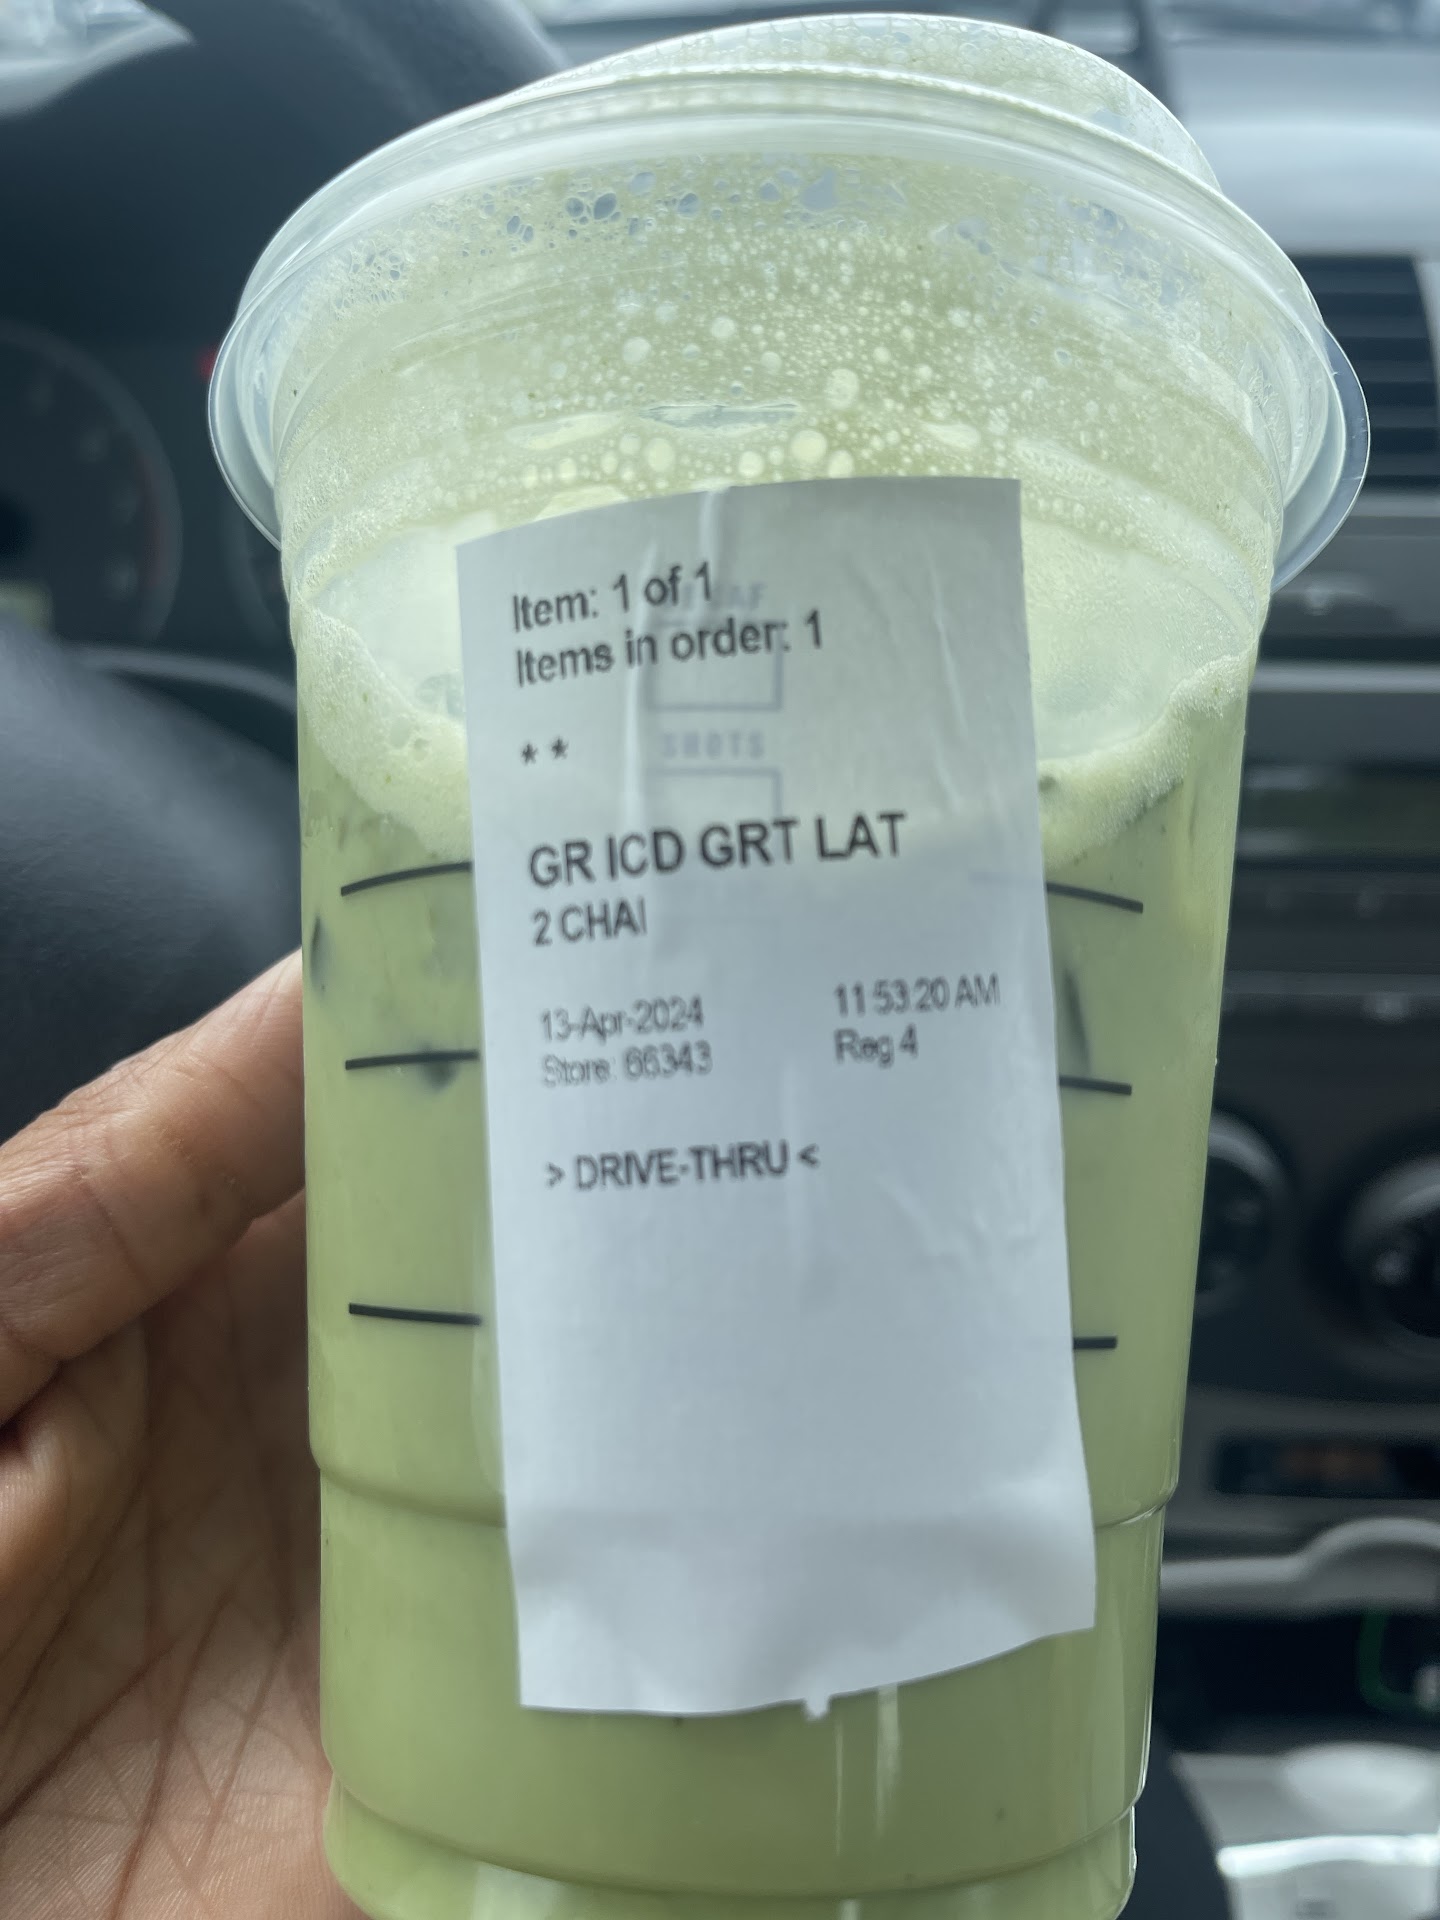 Item: 1 of 1
Items in order: 1
* *
SHOTS
GR ICD GRT LAT
2 CHAI
13-Apr-2024 11:53:20 AM
Store: 66343 Reg 4
> DRIVE-THRU <